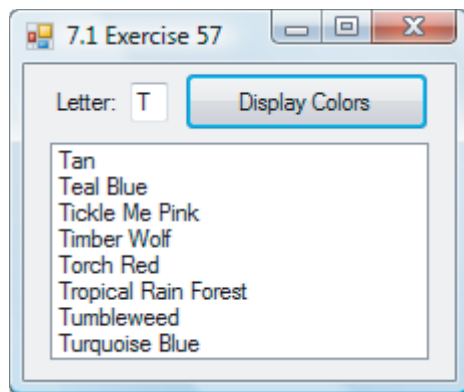 7.1 Exercise 57
Letter: T Display Colors
Tan
Teal Blue
Tickle Me Pink
Timber Wolf
Torch Red
Tropical Rain Forest
Tumbleweed
Turquoise Blue